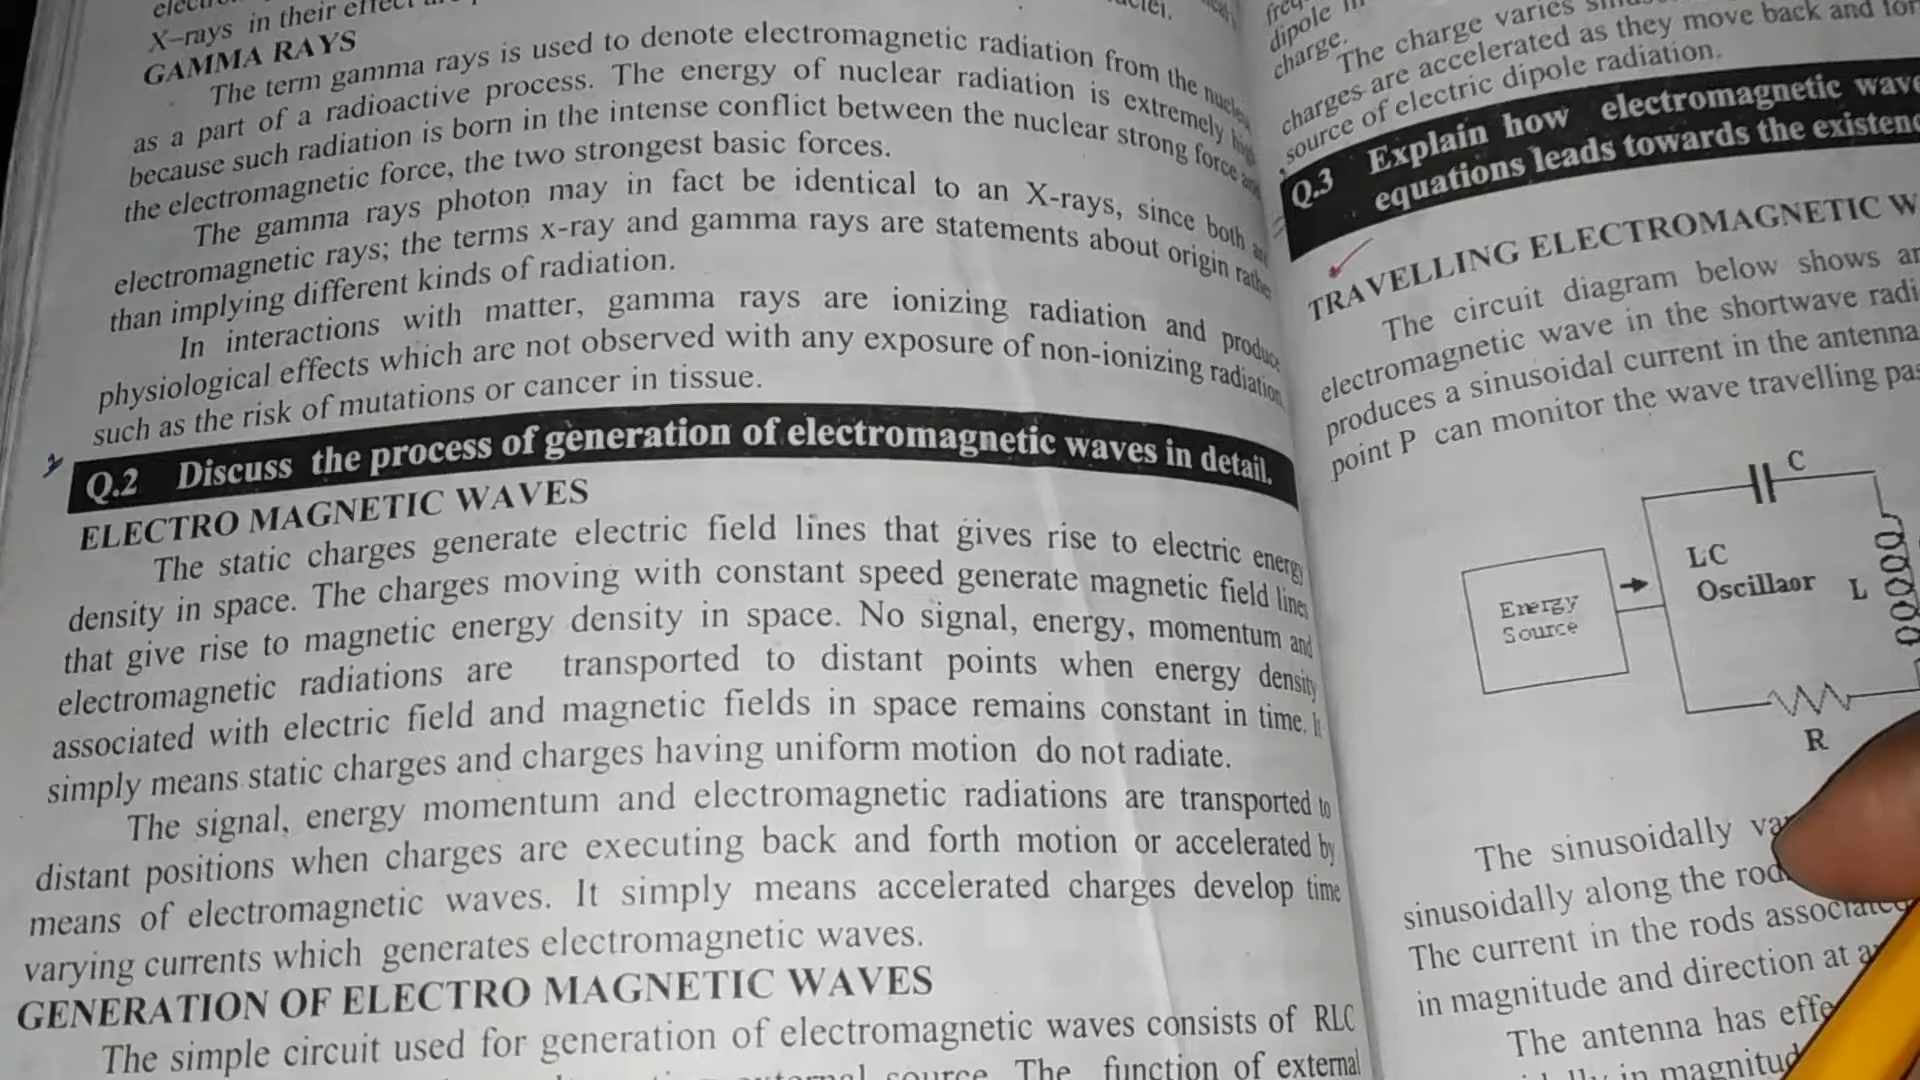 X-rays in their effect
GAMMA RAYS
The term gamma rays is used to denote electromagnetic radiation from the
as a part of a radioactive process. The energy of nuclear radiation is extremely
because such radiation is born in the intense conflict between the nuclear strong force
the electromagnetic force, the two strongest basic forces.
The gamma rays photon may in fact be identical to an X-rays, since both
electromagnetic rays; the terms x-ray and gamma rays are statements about origin rather
than implying different kinds of radiation.
In interactions with matter, gamma rays are ionizing radiation and produce
physiological effects which are not observed with any exposure of non-ionizing radiation
such as the risk of mutations or cancer in tissue.
Q.2 Discuss the process of generation of electromagnetic waves in detail.
ELECTRO MAGNETIC WAVES
The static charges generate electric field lines that gives rise to electric energy
density in space. The charges moving with constant speed generate magnetic field lines
that give rise to magnetic energy density in space. No signal, energy, momentum and
electromagnetic radiations are transported to distant points when energy density
associated with electric field and magnetic fields in space remains constant in time. It
simply means static charges and charges having uniform motion do not radiate.
The signal, energy momentum and electromagnetic radiations are transported to
distant positions when charges are executing back and forth motion or accelerated by
means of electromagnetic waves. It simply means accelerated charges develop time
varying currents which generates electromagnetic waves.
GENERATION OF ELECTRO MAGNETIC WAVES
The simple circuit used for generation of electromagnetic waves consists of RLC
source. The function of external
dipole
charge.
The charge varies
charges are accelerated as they move back and
source of electric dipole radiation.
Q.3 Explain how electromagnetic
equations leads towards the
TRAVELLING ELECTROMAGNETIC
The circuit diagram below shows
electromagnetic wave in the shortwave
produces a sinusoidal current in the antenna
point P can monitor the wave travelling
C
LC
Oscillaor
L
Energy
Source
R
The sinusoidally
sinusoidally along the
The current in the rods
in magnitude and direction at
The antenna has
in